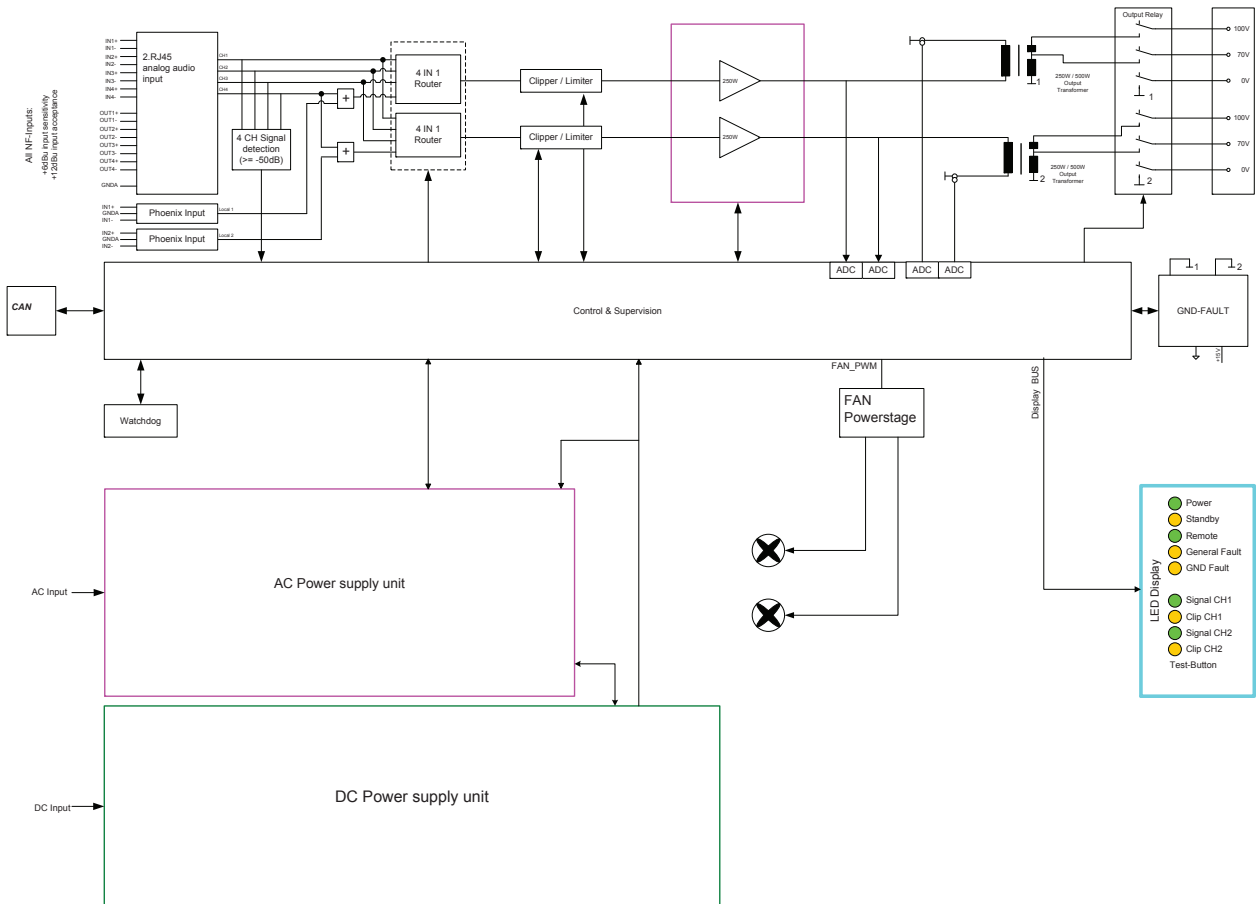 All NF-Inputs:
+6dBu input sensitivity
+12dBu input acceptance
IN1+
IN1-
IN2+
IN2-
IN3+
IN3-
IN4+
IN4-
OUT1+
OUT1-
OUT2+
OUT2-
OUT3+
OUT3-
OUT4+
OUT4-
GNDA
2.RJ45
analog audio
input
CH1
CH2
CH3
CH4
4 CH Signal
detection
(>= -50dB)
IN1+
GNDA
IN1-
Phoenix Input
Local 1
IN2+
GNDA
IN2-
Phoenix Input
Local 2
+
+
4 IN 1
Router
4 IN 1
Router
Clipper / Limiter
Clipper / Limiter
250W
250W
1
250W / 500W
Output
Transformer
2
250W / 500W
Output
Transformer
Output Relay
1
2
100V
70V
0V
100V
70V
0V
ADC
ADC
ADC
ADC
CAN
Control & Supervision
1
2
GND-FAULT
+15V
Watchdog
FAN_PWM
FAN
Powerstage
Display BUS
AC Input
AC Power supply unit
DC Input
DC Power supply unit
LED Display
Power
Standby
Remote
General Fault
GND Fault
Signal CH1
Clip CH1
Signal CH2
Clip CH2
Test-Button